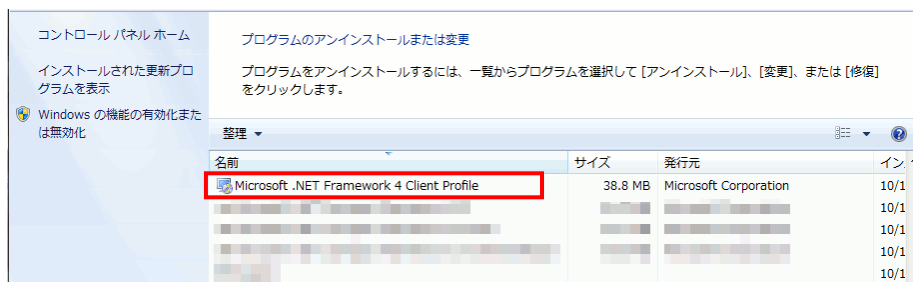 コントロール パネル ホーム
インストールされた更新プロ
グラムを表示
Windows の機能の有効化また
は無効化
プログラムのアンインストールまたは変更
プログラムをアンインストールするには、一覧からプログラムを選択して [アンインストール]、[変更]、または [修復]
をクリックします。
整理
名前 サイズ 発行元 イン
Microsoft .NET Framework 4 Client Profile 38.8 MB Microsoft Corporation 10/1
10/1
10/1
10/1
10/1